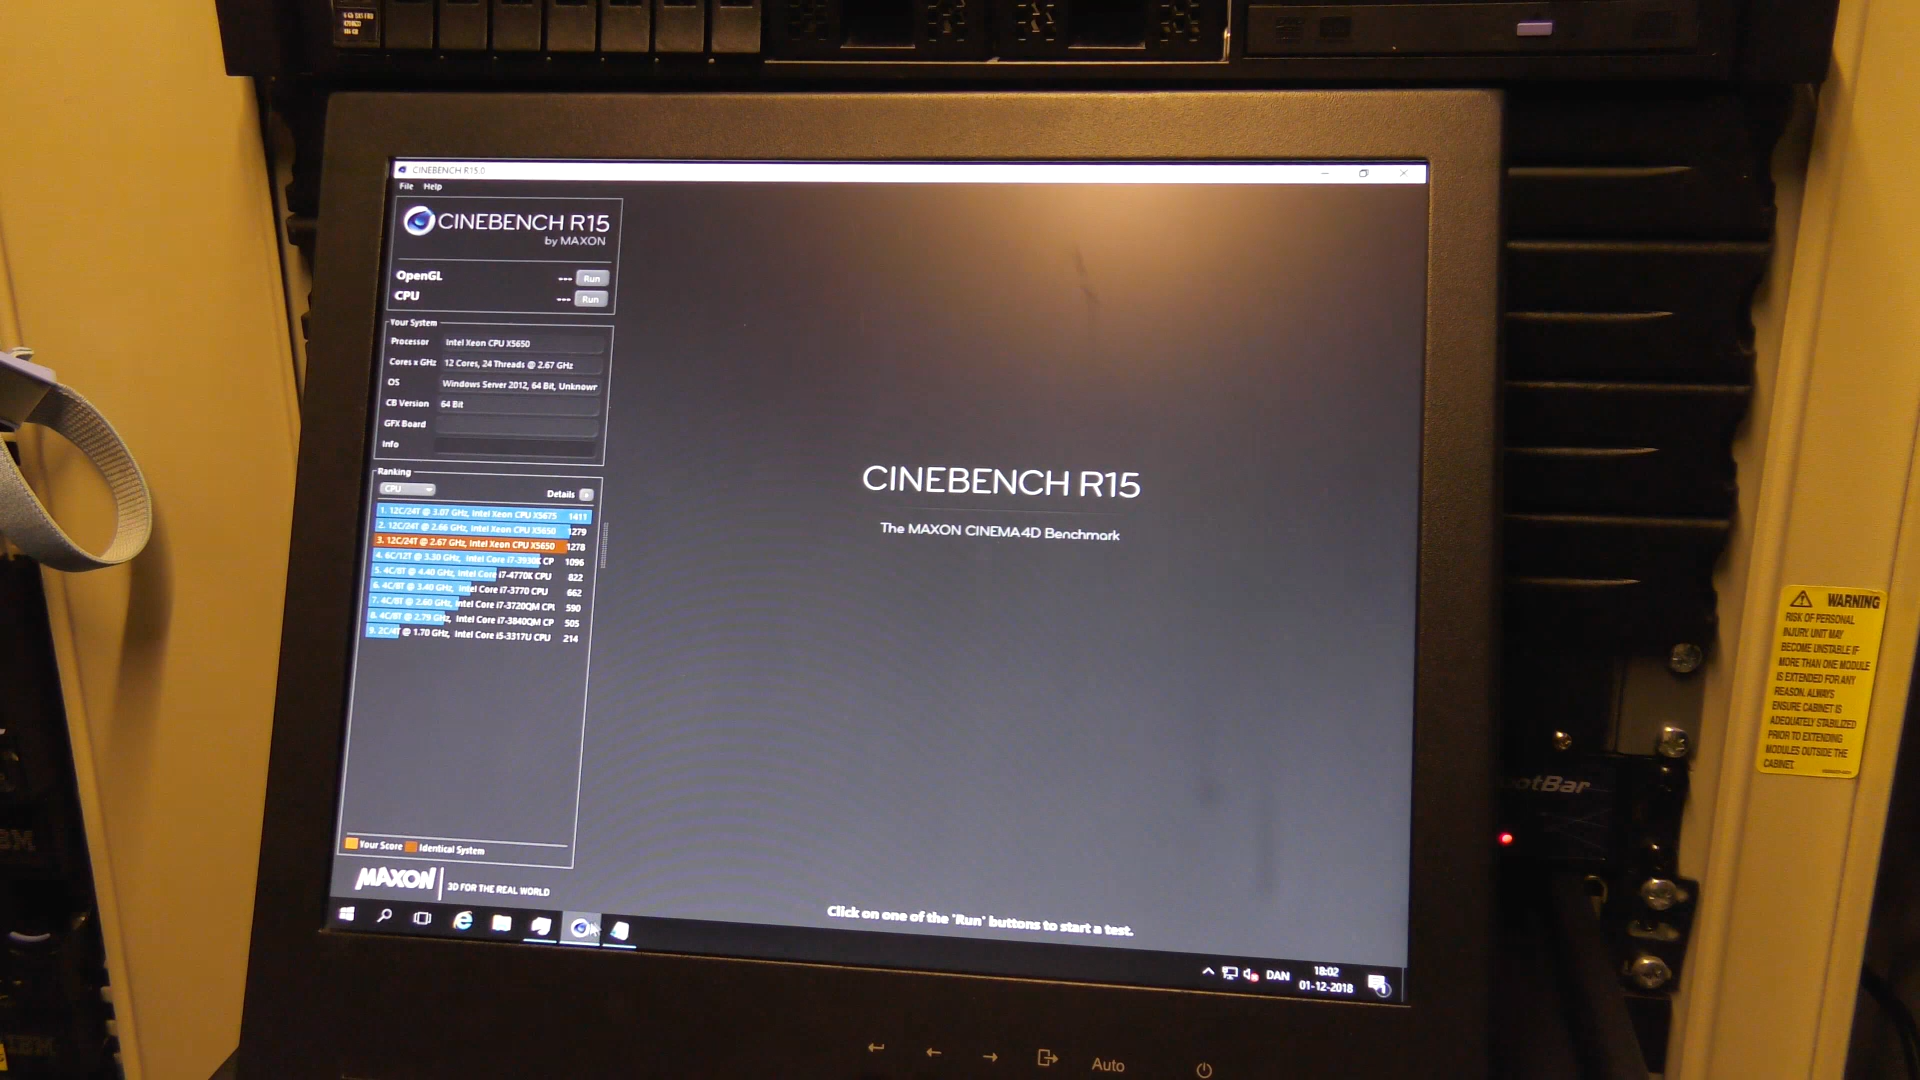 CINEBENCH R15.0
File Help
CINEBENCH R15
by MAXON
OpenGL --- Run
CPU --- Run
Your System
Processor Intel Xeon CPU X5650
Cores x GHz 12 Cores, 24 Threads @ 2.67 GHz
OS Windows Server 2012, 64 Bit, Unknowr
CB Version 64 Bit
GFX Board
Info
Ranking
CPU
Details
1. 12C/24T @ 3.07 GHz, Intel Xeon CPU X5675 1411
2. 12C/24T @ 2.66 GHz, Intel Xeon CPU X5650 1279
3. 12C/24T @ 2.67 GHz, Intel Xeon CPU X5650 1278
4. 6C/12T @ 3.30 GHz, Intel Core i7-3930K CP 1096
5. 4C/8T @ 4.40 GHz, Intel Core i7-4770K CPU 822
6. 4C/8T @ 3.40 GHz, Intel Core i7-3770 CPU 662
7. 4C/8T @ 2.60 GHz, Intel Core i7-3720QM CPU 590
8. 4C/8T @ 2.79 GHz, Intel Core i7-3840QM CP 505
9. 2C/4T @ 1.70 GHz, Intel Core i5-3317U CPU 214
Your Score Identical System
MAXON 3D FOR THE REAL WORLD
CINEBENCH R15
The MAXON CINEMA4D Benchmark
Click on one of the 'Run' buttons to start a test.
DAN
18:02
01-12-2018
Auto
WARNING
RISK OF PERSONAL
INJURY. UNIT MAY
BECOME UNSTABLE IF
MORE THAN ONE MODULE
IS EXTENDED FOR ANY
REASON. ALWAYS
ENSURE CABINET IS
ADEQUATELY STABILIZED
PRIOR TO EXTENDING
MODULES OUTSIDE THE
CABINET.
otBar
IBM